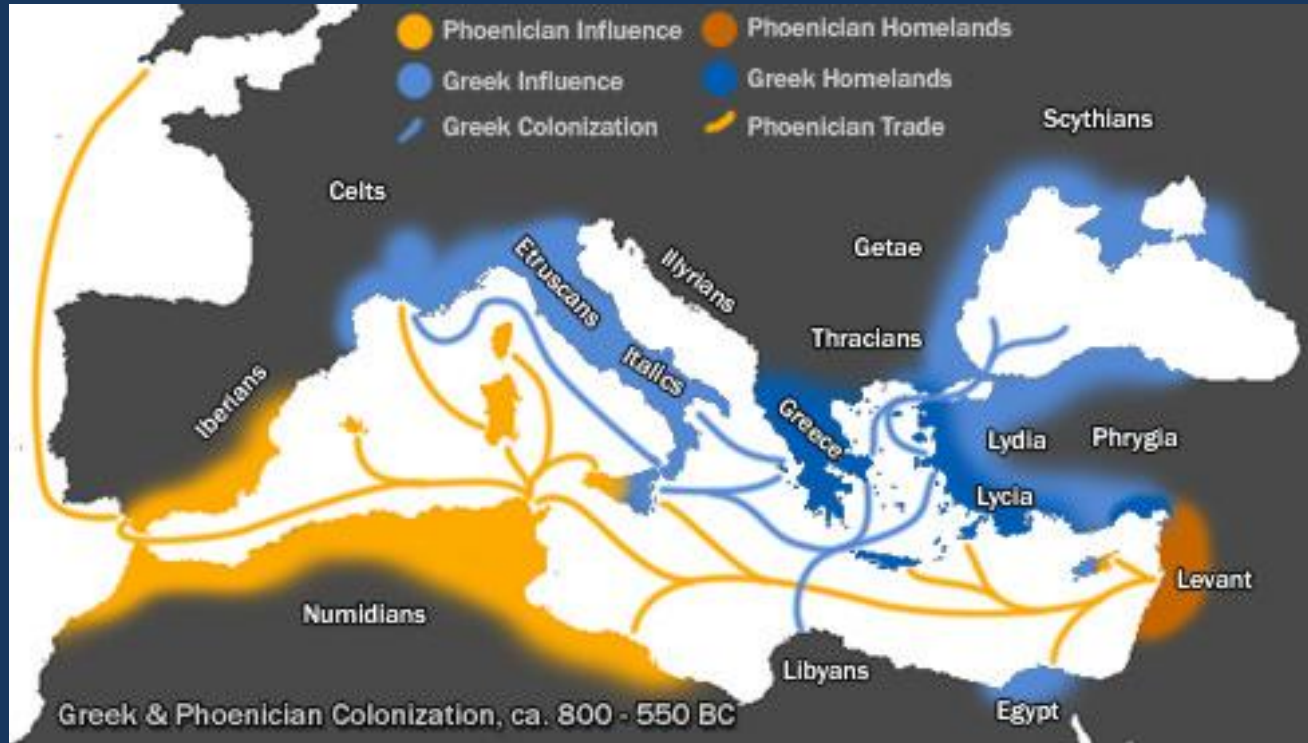 Phoenician Influence
Phoenician Homelands
Greek Influence
Greek Homelands
Greek Colonization
Phoenician Trade
Scythians
Celts
Getae
Etruscans
Illyrians
Thracians
Italics
Iberians
Greece
Lydia
Phrygia
Lycia
Levant
Numidians
Libyans
Egypt
Greek & Phoenician Colonization, ca. 800 - 550 BC